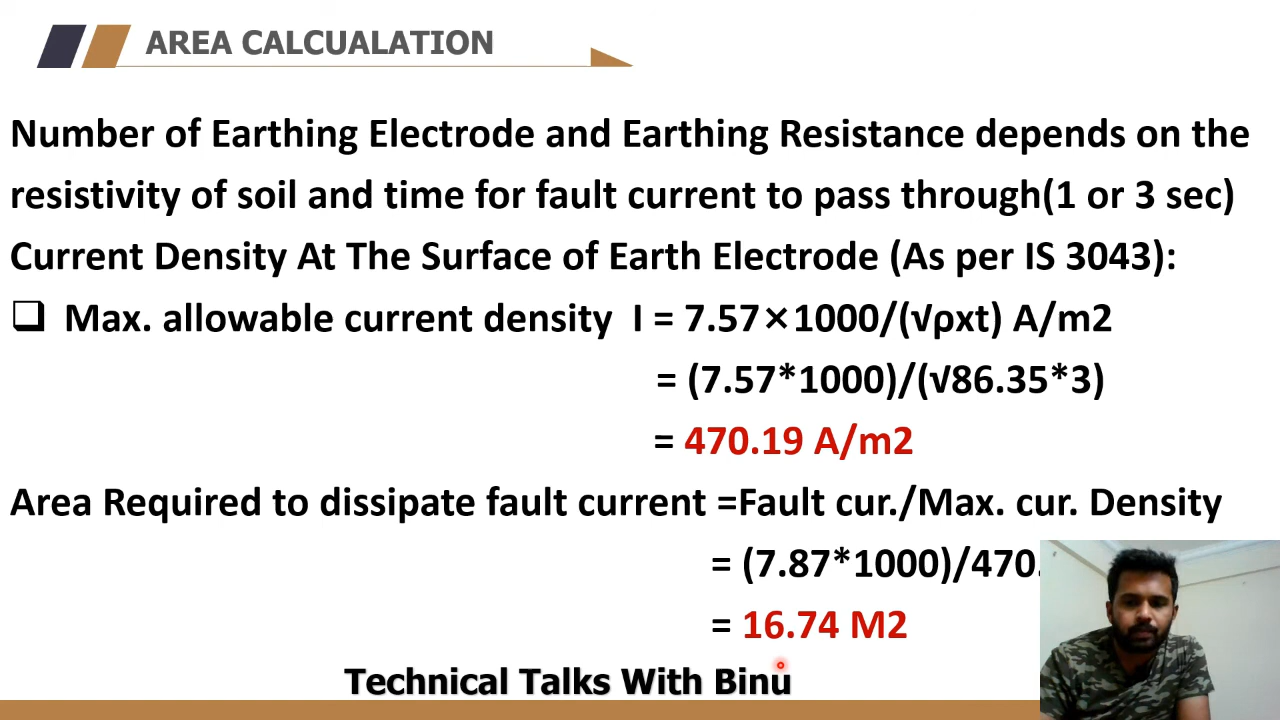 AREA CALCUALATION
Number of Earthing Electrode and Earthing Resistance depends on the
resistivity of soil and time for fault current to pass through(1 or 3 sec)
Current Density At The Surface of Earth Electrode (As per IS 3043):
❑ Max. allowable current density I = 7.57×1000/(√ρxt) A/m2
= (7.57*1000)/(√86.35*3)
= 470.19 A/m2
Area Required to dissipate fault current =Fault cur./Max. cur. Density
= (7.87*1000)/470.
= 16.74 M2
Technical Talks With Binu